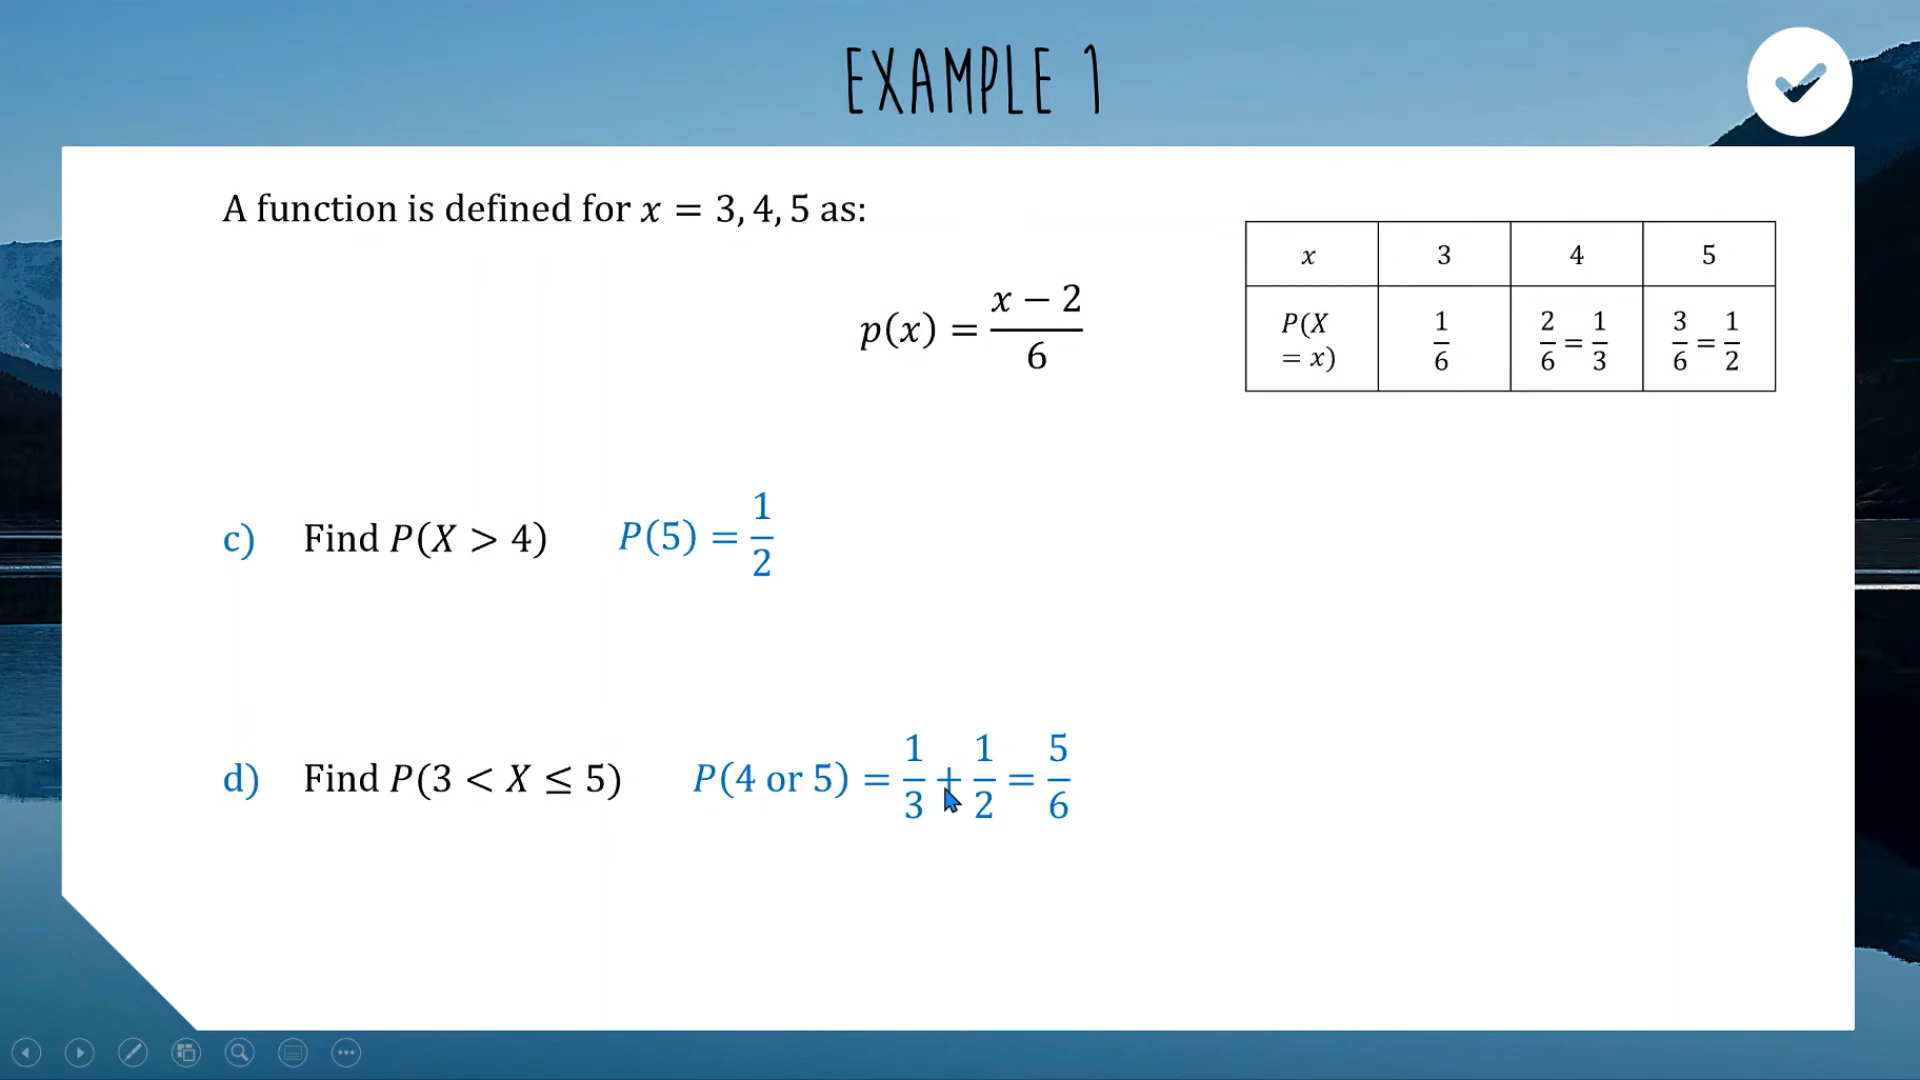 EXAMPLE 1
A function is defined for x = 3, 4, 5 as:
p(x) = (x − 2)/6
x 3 4 5
P(X = x) 1/6 2/6 = 1/3 3/6 = 1/2
c) Find P(X > 4) P(5) = 1/2
d) Find P(3 < X ≤ 5) P(4 or 5) = 1/3 + 1/2 = 5/6